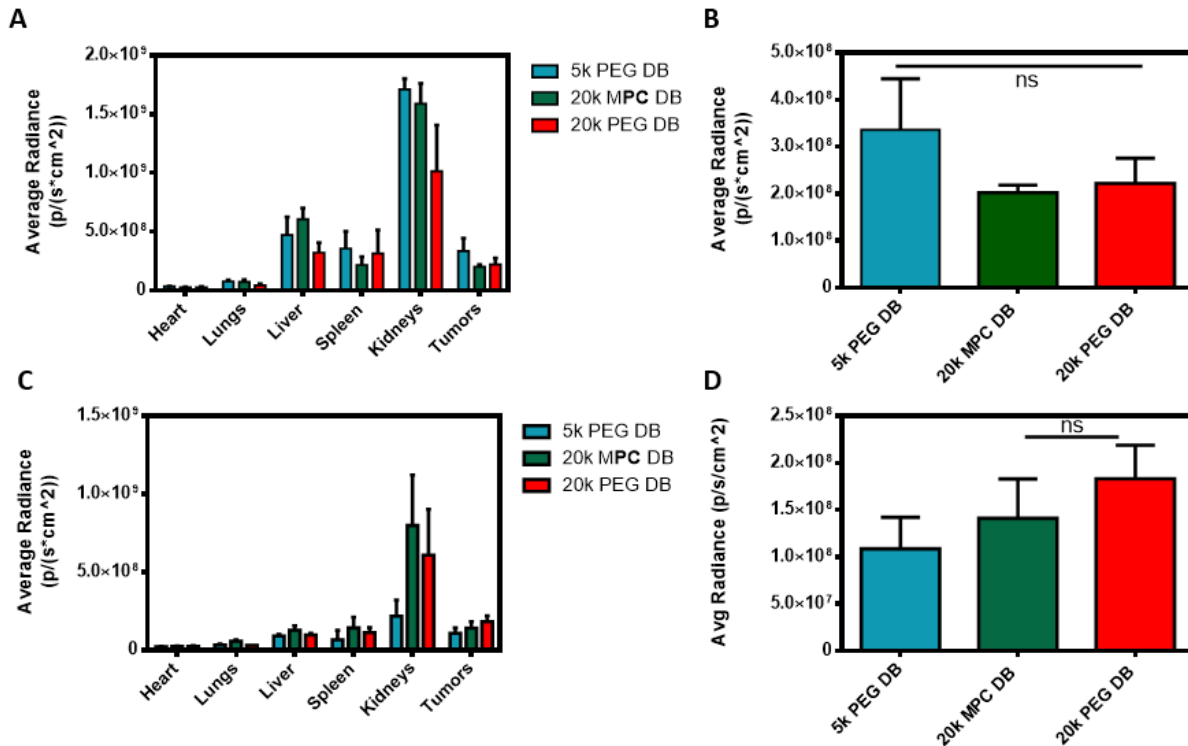 A
Average Radiance
(p/(s*cm^2))
2.0×10⁹
1.5×10⁹
1.0×10⁹
5.0×10⁸
0
Heart
Lungs
Liver
Spleen
Kidneys
Tumors
5k PEG DB
20k MPC DB
20k PEG DB
B
Average Radiance
(p/(s*cm^2))
5.0×10⁸
4.0×10⁸
3.0×10⁸
2.0×10⁸
1.0×10⁸
0
ns
5k PEG DB
20k MPC DB
20k PEG DB
C
Average Radiance
(p/(s*cm^2))
1.5×10⁹
1.0×10⁹
5.0×10⁸
0
Heart
Lungs
Liver
Spleen
Kidneys
Tumors
5k PEG DB
20k MPC DB
20k PEG DB
D
Avg Radiance (p/s/cm^2)
2.5×10⁸
2.0×10⁸
1.5×10⁸
1.0×10⁸
5.0×10⁷
0
ns
5k PEG DB
20k MPC DB
20k PEG DB